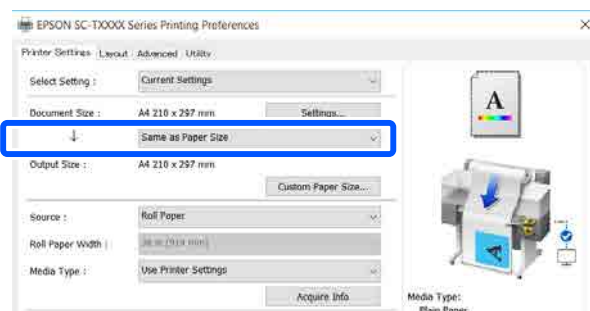 EPSON SC-TXXXX Series Printing Preferences
Printer Settings Layout Advanced Utility
Select Setting : Current Settings
Document Size : A4 210 x 297 mm Settings...
↓ Same as Paper Size
Output Size : A4 210 x 297 mm
Custom Paper Size...
Source : Roll Paper
Roll Paper Width :
Media Type : Use Printer Settings
Acquire Info
A
Media Type:
Plain Paper